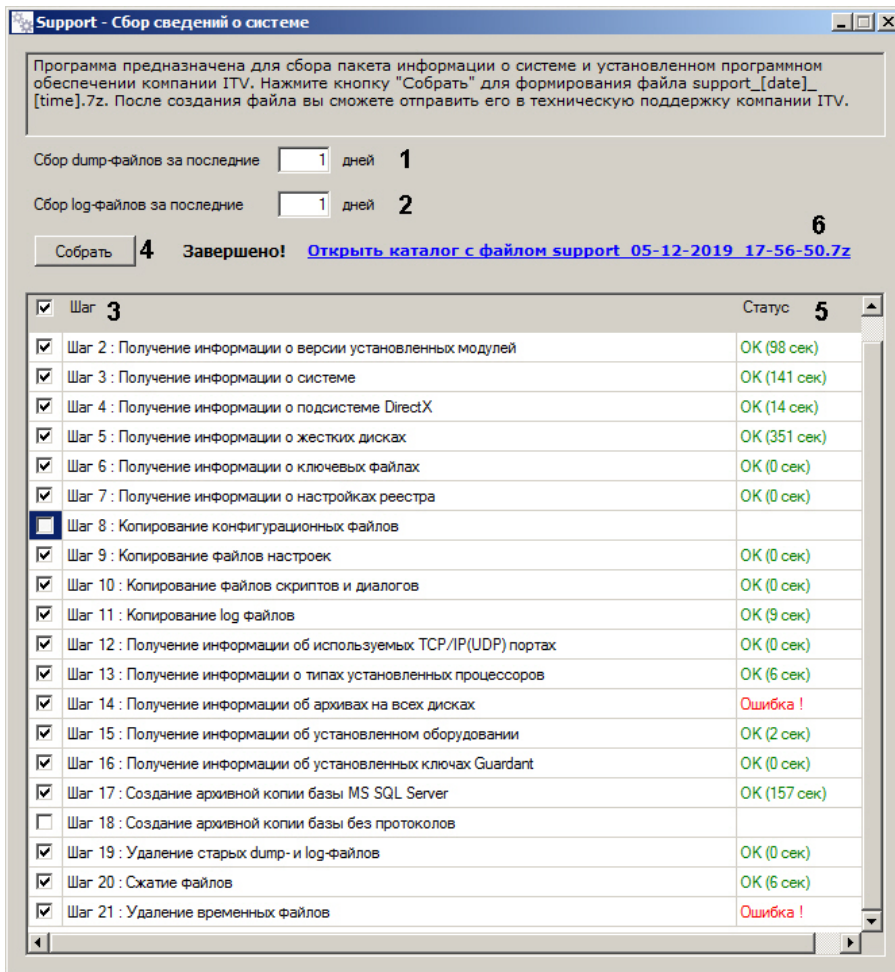 Support - Сбор сведений о системе
Программа предназначена для сбора пакета информации о системе и установленном программном
обеспечении компании ITV. Нажмите кнопку "Собрать" для формирования файла support_[date]_
[time].7z. После создания файла вы сможете отправить его в техническую поддержку компании ITV.
Сбор dump-файлов за последние 1 дней 1
Сбор log-файлов за последние 1 дней 2
6
Собрать 4 Завершено! Открыть каталог с файлом support_05-12-2019_17-56-50.7z
Шаг 3 Статус 5
Шаг 2 : Получение информации о версии установленных модулей OK (98 сек)
Шаг 3 : Получение информации о системе OK (141 сек)
Шаг 4 : Получение информации о подсистеме DirectX OK (14 сек)
Шаг 5 : Получение информации о жестких дисках OK (351 сек)
Шаг 6 : Получение информации о ключевых файлах OK (0 сек)
Шаг 7 : Получение информации о настройках реестра OK (0 сек)
Шаг 8 : Копирование конфигурационных файлов
Шаг 9 : Копирование файлов настроек OK (0 сек)
Шаг 10 : Копирование файлов скриптов и диалогов OK (0 сек)
Шаг 11 : Копирование log файлов OK (9 сек)
Шаг 12 : Получение информации об используемых TCP/IP(UDP) портах OK (0 сек)
Шаг 13 : Получение информации о типах установленных процессоров OK (6 сек)
Шаг 14 : Получение информации об архивах на всех дисках Ошибка !
Шаг 15 : Получение информации об установленном оборудовании OK (2 сек)
Шаг 16 : Получение информации об установленных ключах Guardant OK (0 сек)
Шаг 17 : Создание архивной копии базы MS SQL Server OK (157 сек)
Шаг 18 : Создание архивной копии базы без протоколов
Шаг 19 : Удаление старых dump- и log-файлов OK (0 сек)
Шаг 20 : Сжатие файлов OK (6 сек)
Шаг 21 : Удаление временных файлов Ошибка !